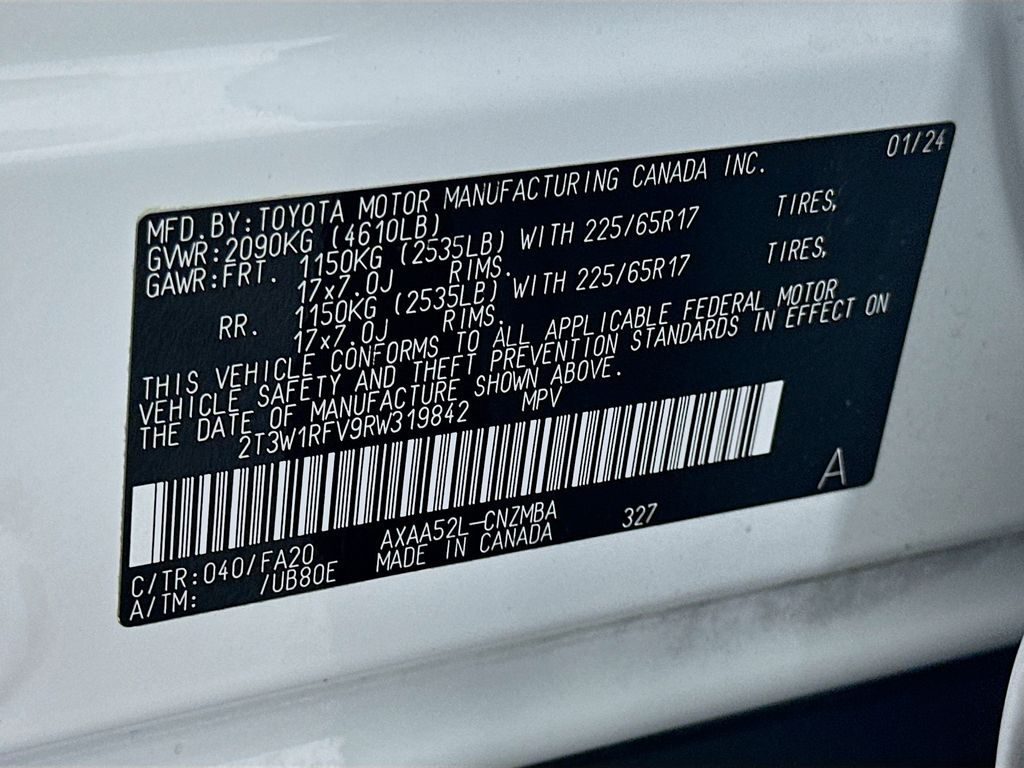 01/24
MFD.BY:TOYOTA MOTOR MANUFACTURING CANADA INC.
GVWR:2090KG (4610LB)
GAWR:FRT. 1150KG (2535LB) WITH 225/65R17 TIRES,
17x7.0J RIMS.
RR. 1150KG (2535LB) WITH 225/65R17 TIRES,
17x7.0J RIMS.
THIS VEHICLE CONFORMS TO ALL APPLICABLE FEDERAL MOTOR
VEHICLE SAFETY AND THEFT PREVENTION STANDARDS IN EFFECT ON
THE DATE OF MANUFACTURE SHOWN ABOVE.
2T3W1RFV9RW319842 MPV
A
C/TR:040/FA20 AXAA52L-CNZMBA 327
A/TM: /UB80E MADE IN CANADA